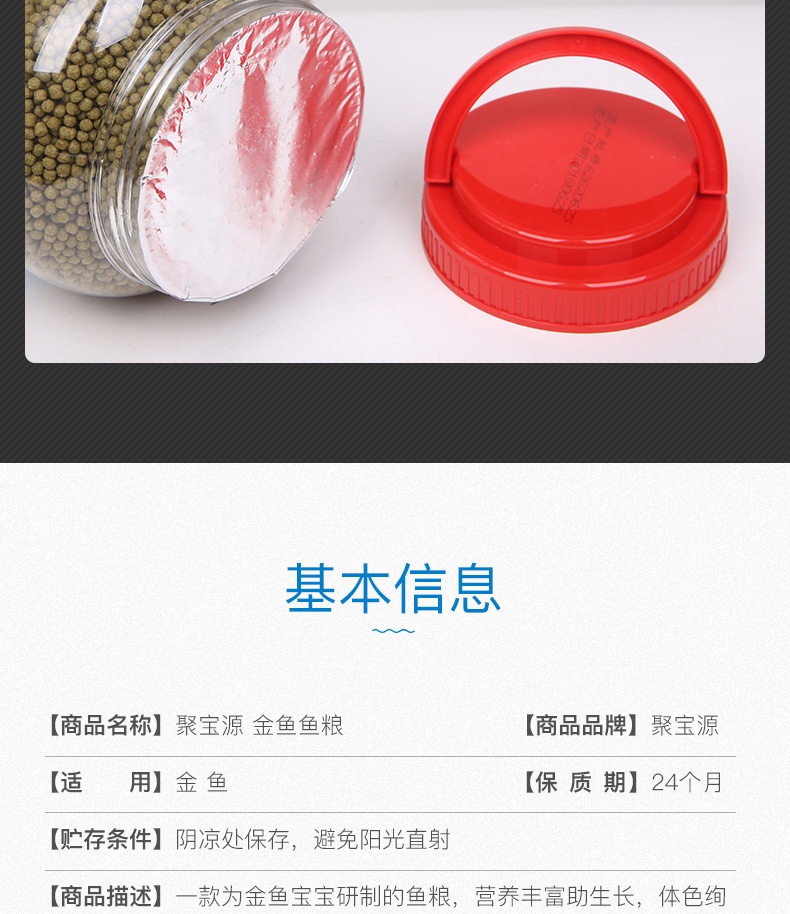 基本信息
【商品名称】聚宝源 金鱼鱼粮 【商品品牌】聚宝源
【适 用】金 鱼 【保 质 期】24个月
【贮存条件】阴凉处保存，避免阳光直射
【商品描述】一款为金鱼宝宝研制的鱼粮，营养丰富助生长，体色绚